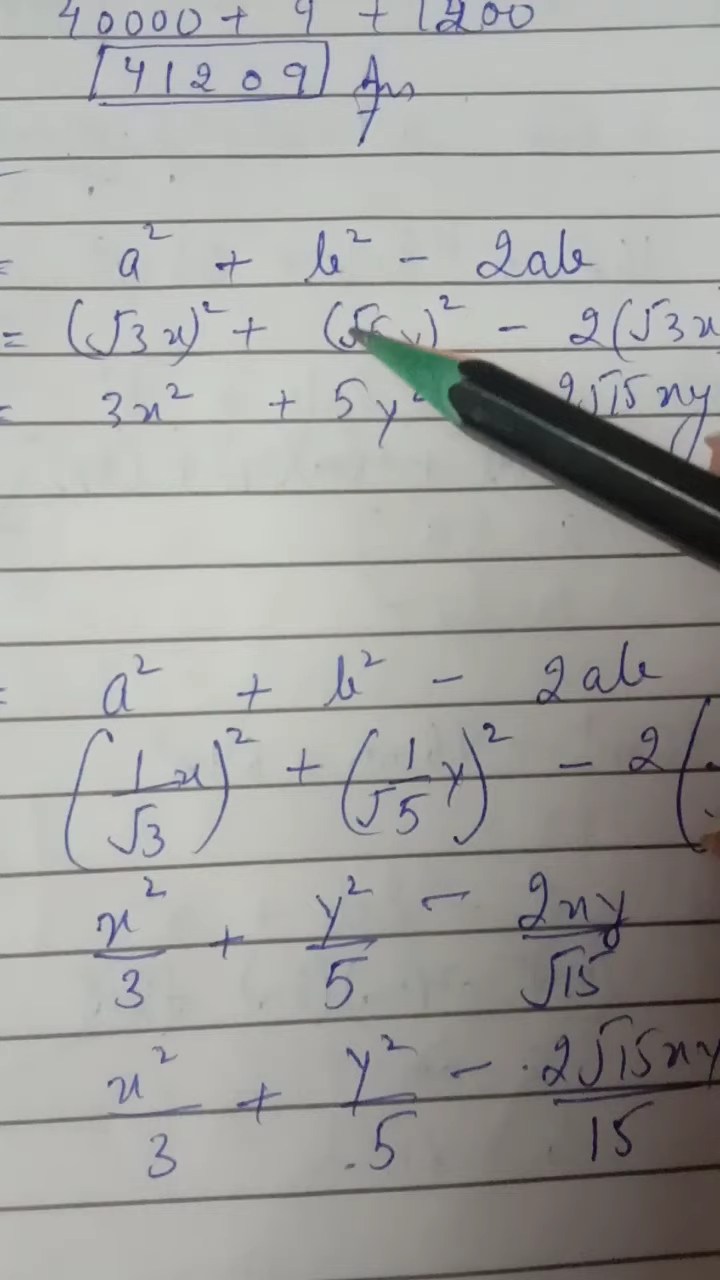 40000 + 9 + 1200
41209 Ans
= a² + b² - 2ab
= (√3x)² + (√5y)² - 2(√3x
= 3x² + 5y² 2√15xy
= a² + b² - 2ab
(1/√3 x)² + (1/√5 y)² - 2(
x²/3 + y²/5 - 2xy/√15
x²/3 + y²/5 - 2√15xy/15